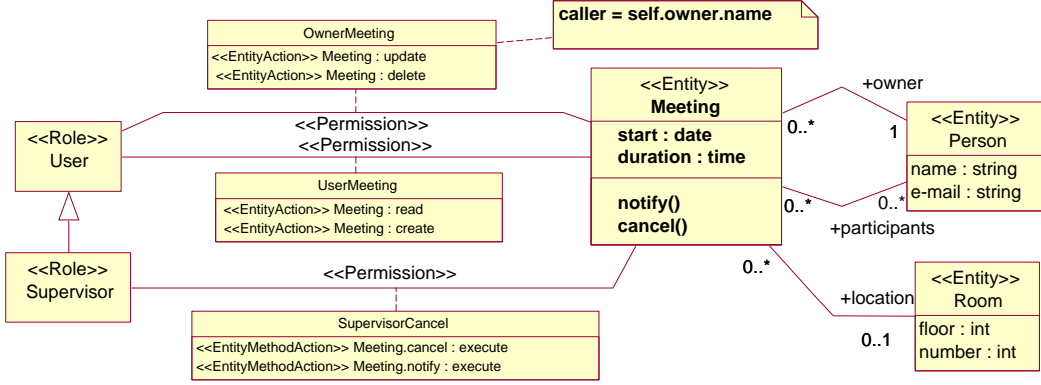 caller = self.owner.name
OwnerMeeting
<<EntityAction>> Meeting : update
<<EntityAction>> Meeting : delete
<<Entity>>
Meeting
start : date
duration : time
notify()
cancel()
+owner
0..*
1
<<Entity>>
Person
name : string
e-mail : string
0..*
0..*
+participants
<<Role>>
User
<<Permission>>
<<Permission>>
UserMeeting
<<EntityAction>> Meeting : read
<<EntityAction>> Meeting : create
<<Role>>
Supervisor
<<Permission>>
SupervisorCancel
<<EntityMethodAction>> Meeting.cancel : execute
<<EntityMethodAction>> Meeting.notify : execute
0..*
+location
0..1
<<Entity>>
Room
floor : int
number : int